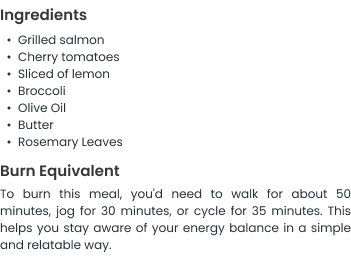 Ingredients
• Grilled salmon
• Cherry tomatoes
• Sliced of lemon
• Broccoli
• Olive Oil
• Butter
• Rosemary Leaves
Burn Equivalent
To burn this meal, you'd need to walk for about 50
minutes, jog for 30 minutes, or cycle for 35 minutes. This
helps you stay aware of your energy balance in a simple
and relatable way.